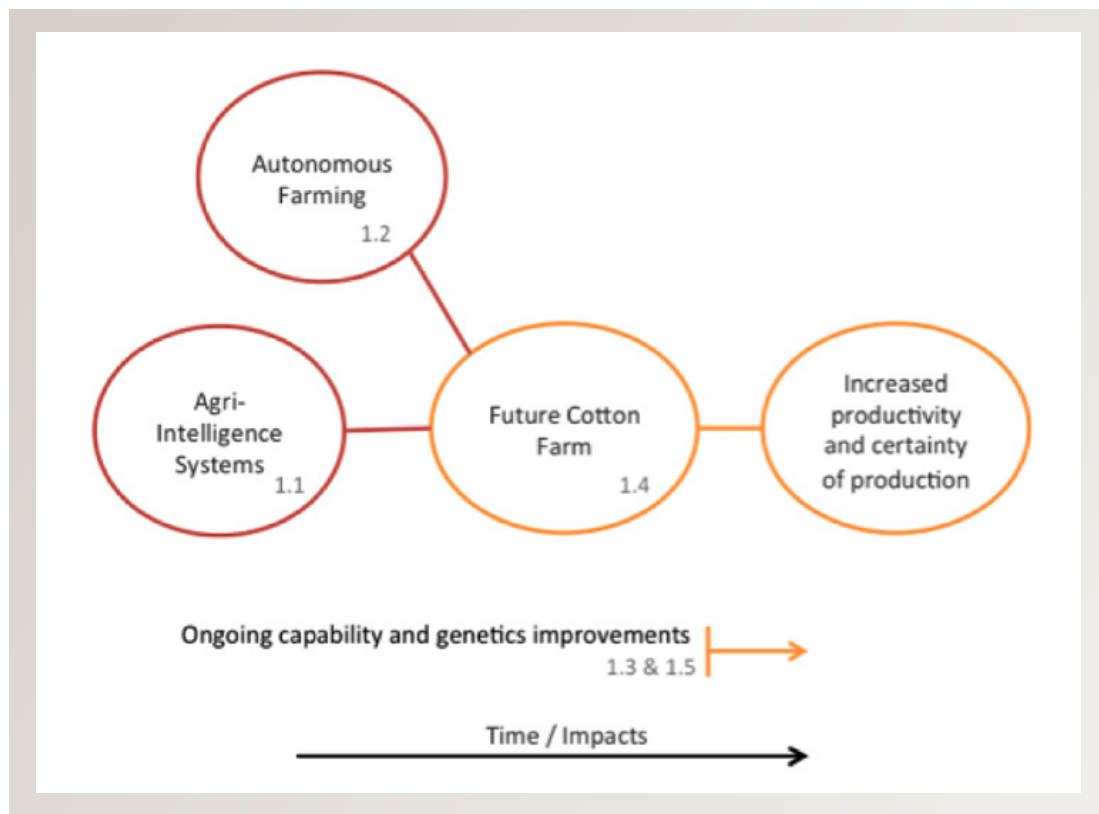 Autonomous
Farming
1.2
Agri-
Intelligence
Systems
1.1
Future Cotton
Farm
1.4
Increased
productivity
and certainty
of production
Ongoing capability and genetics improvements
1.3 & 1.5
Time / Impacts